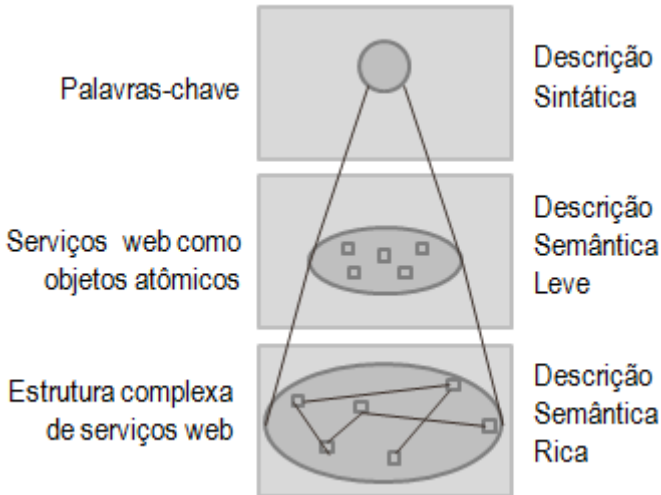 Palavras-chave
Descrição
Sintática
Serviços web como
objetos atômicos
Descrição
Semântica
Leve
Estrutura complexa
de serviços web
Descrição
Semântica
Rica